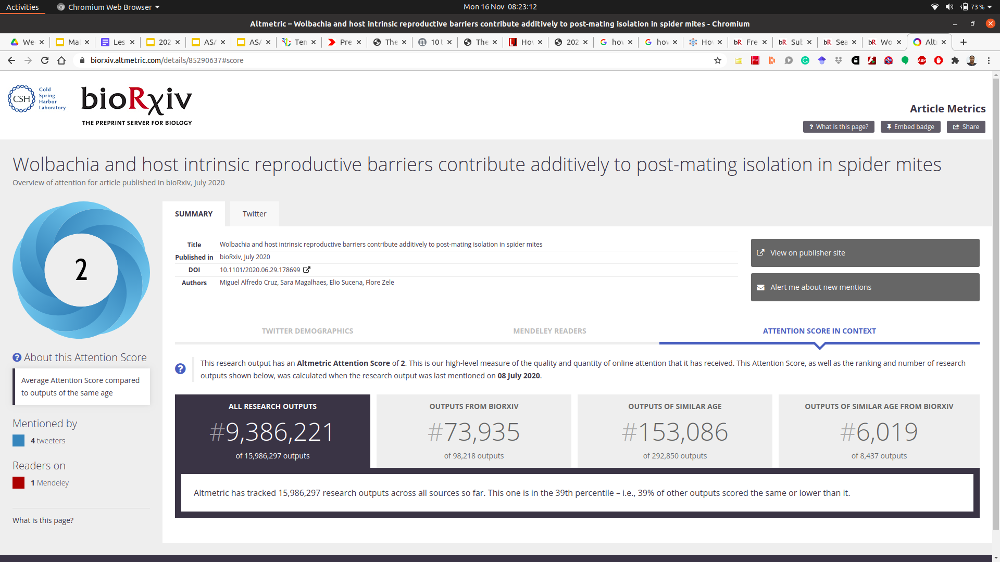 Activities
Chromium Web Browser
Mon 16 Nov 08:23:12
73 %
Altmetric – Wolbachia and host intrinsic reproductive barriers contribute additively to post-mating isolation in spider mites - Chromium
We
Mal
Les
202
ASA
ASA
Ten
Pre
The
10 t
The
Hov
202
hov
hov
Hov
bR Fre
bR Sub
bR Sea
bR Wo
Alt
biorxiv.altmetric.com/details/85290637#score
ABP
CSH
Cold
Spring
Harbor
Laboratory
bioRxiv
THE PREPRINT SERVER FOR BIOLOGY
Article Metrics
? What is this page?
Embed badge
Share
Wolbachia and host intrinsic reproductive barriers contribute additively to post-mating isolation in spider mites
Overview of attention for article published in bioRxiv, July 2020
2
SUMMARY
Twitter
Title Wolbachia and host intrinsic reproductive barriers contribute additively to post-mating isolation in spider mites
Published in bioRxiv, July 2020
DOI 10.1101/2020.06.29.178699
Authors Miguel Alfredo Cruz, Sara Magalhaes, Elio Sucena, Flore Zele
View on publisher site
Alert me about new mentions
? About this Attention Score
Average Attention Score compared
to outputs of the same age
Mentioned by
4 tweeters
Readers on
1 Mendeley
What is this page?
TWITTER DEMOGRAPHICS
MENDELEY READERS
ATTENTION SCORE IN CONTEXT
?
This research output has an Altmetric Attention Score of 2. This is our high-level measure of the quality and quantity of online attention that it has received. This Attention Score, as well as the ranking and number of research
outputs shown below, was calculated when the research output was last mentioned on 08 July 2020.
ALL RESEARCH OUTPUTS
#9,386,221
of 15,986,297 outputs
OUTPUTS FROM BIORXIV
#73,935
of 98,218 outputs
OUTPUTS OF SIMILAR AGE
#153,086
of 292,850 outputs
OUTPUTS OF SIMILAR AGE FROM BIORXIV
#6,019
of 8,437 outputs
Altmetric has tracked 15,986,297 research outputs across all sources so far. This one is in the 39th percentile – i.e., 39% of other outputs scored the same or lower than it.